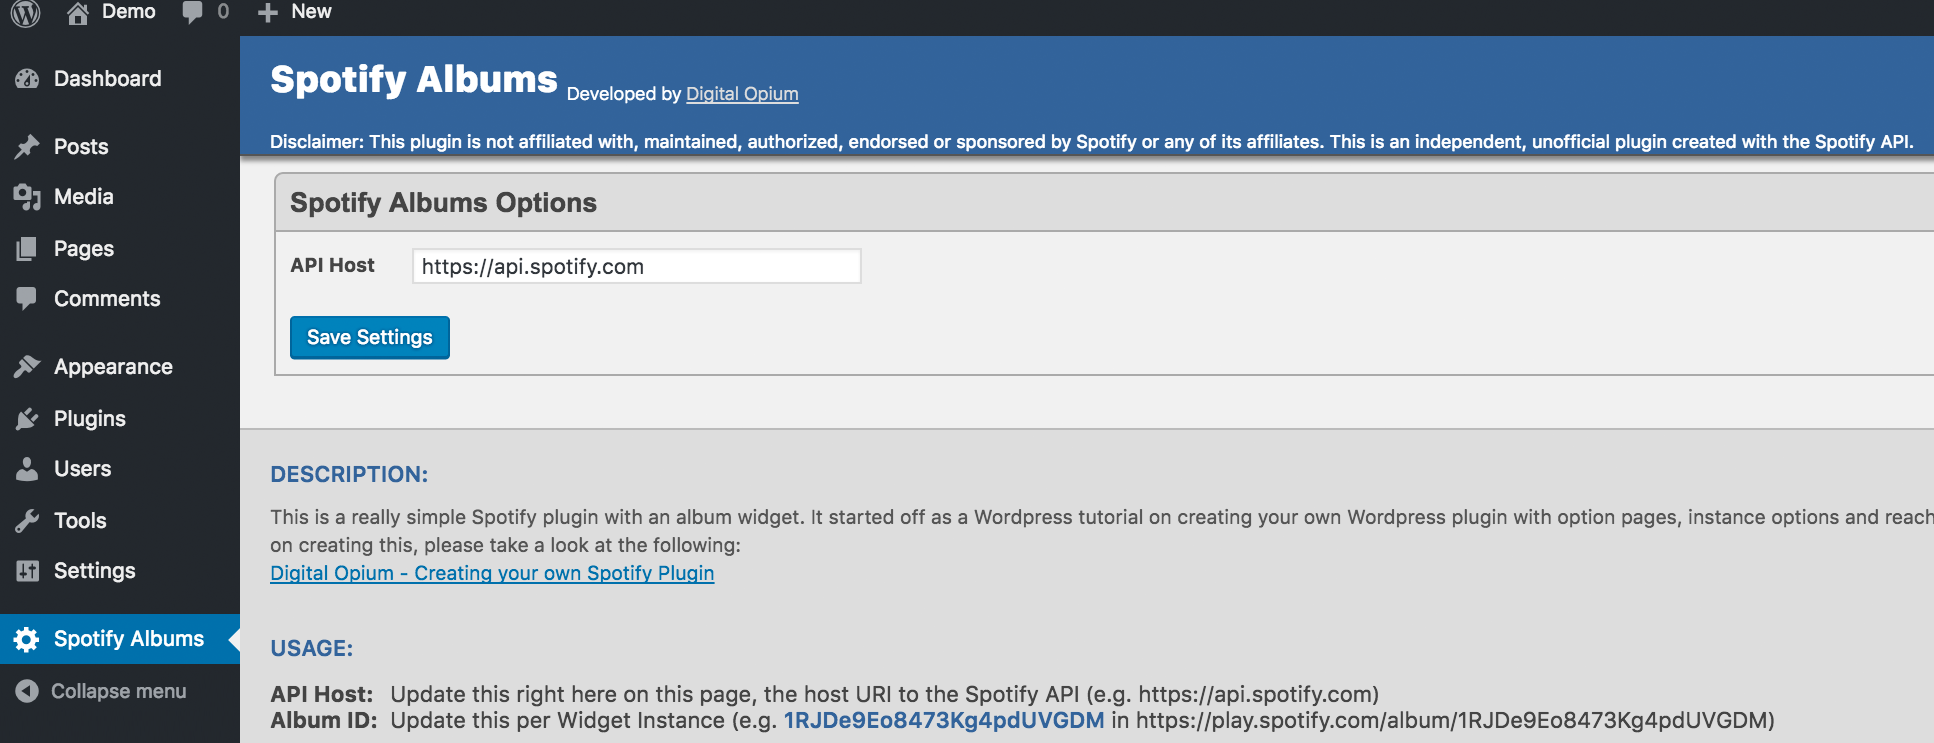 Demo 0 New
Dashboard
Posts
Media
Pages
Comments
Appearance
Plugins
Users
Tools
Settings
Spotify Albums
Collapse menu
Spotify Albums Developed by Digital Opium
Disclaimer: This plugin is not affiliated with, maintained, authorized, endorsed or sponsored by Spotify or any of its affiliates. This is an independent, unofficial plugin created with the Spotify API.
Spotify Albums Options
API Host https://api.spotify.com
Save Settings
DESCRIPTION:
This is a really simple Spotify plugin with an album widget. It started off as a Wordpress tutorial on creating your own Wordpress plugin with option pages, instance options and reach
on creating this, please take a look at the following:
Digital Opium - Creating your own Spotify Plugin
USAGE:
API Host: Update this right here on this page, the host URI to the Spotify API (e.g. https://api.spotify.com)
Album ID: Update this per Widget Instance (e.g. 1RJDe9Eo8473Kg4pdUVGDM in https://play.spotify.com/album/1RJDe9Eo8473Kg4pdUVGDM)